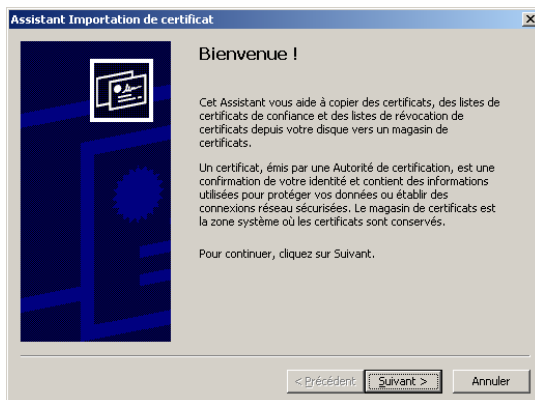 Assistant Importation de certificat
Bienvenue !
Cet Assistant vous aide à copier des certificats, des listes de
certificats de confiance et des listes de révocation de
certificats depuis votre disque vers un magasin de
certificats.
Un certificat, émis par une Autorité de certification, est une
confirmation de votre identité et contient des informations
utilisées pour protéger vos données ou établir des
connexions réseau sécurisées. Le magasin de certificats est
la zone système où les certificats sont conservés.
Pour continuer, cliquez sur Suivant.
< Précédent Suivant > Annuler